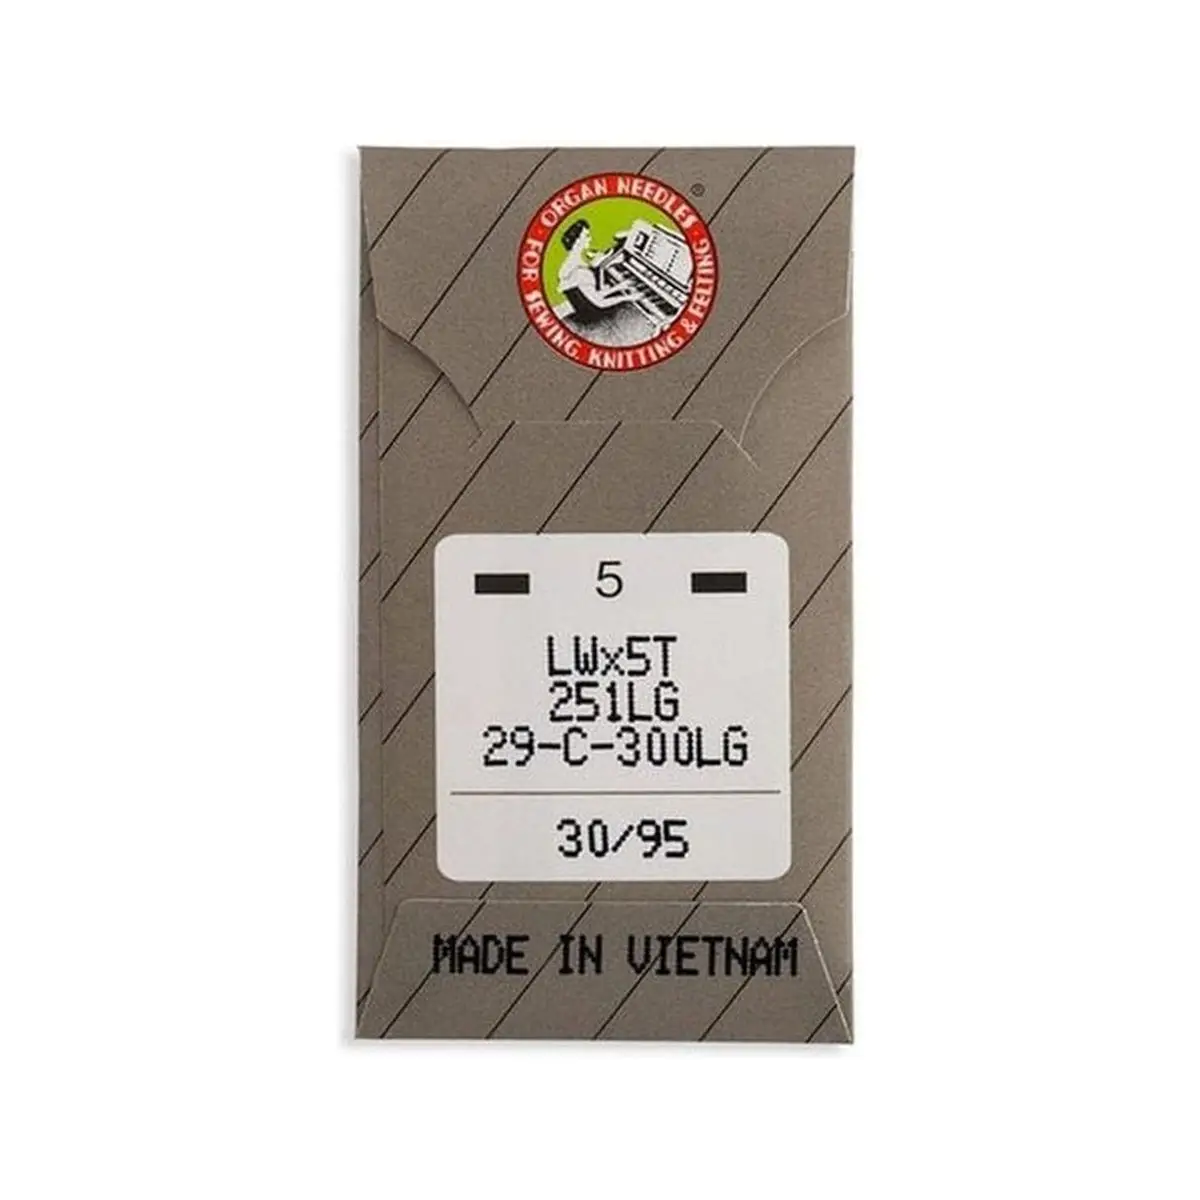 ORGAN NEEDLES ®
· FOR SEWING, KNITTING & FELTING ·
5
LWx5T
251LG
29-C-300LG
30/95
MADE IN VIETNAM